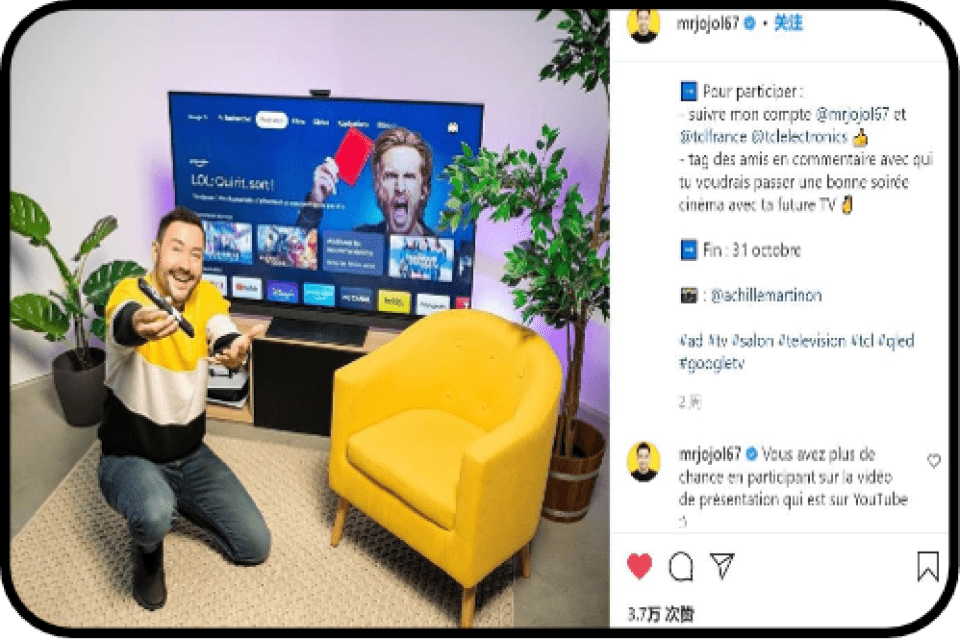 mrjojol67 • 关注
➡ Pour participer :
- suivre mon compte @mrjojol67 et
@tclfrance @tclelectronics 👍
- tag des amis en commentaire avec qui
tu voudrais passer une bonne soirée
cinéma avec ta future TV
➡ Fin : 31 octobre
📸 : @achillemartinon
#ad #tv #salon #television #tcl #qled
#googletv
2 周
mrjojol67 Vous avez plus de
chance en participant sur la vidéo
de présentation qui est sur YouTube
:)
3.7万 次赞
LOL: Qui rit, sort !
YouTube